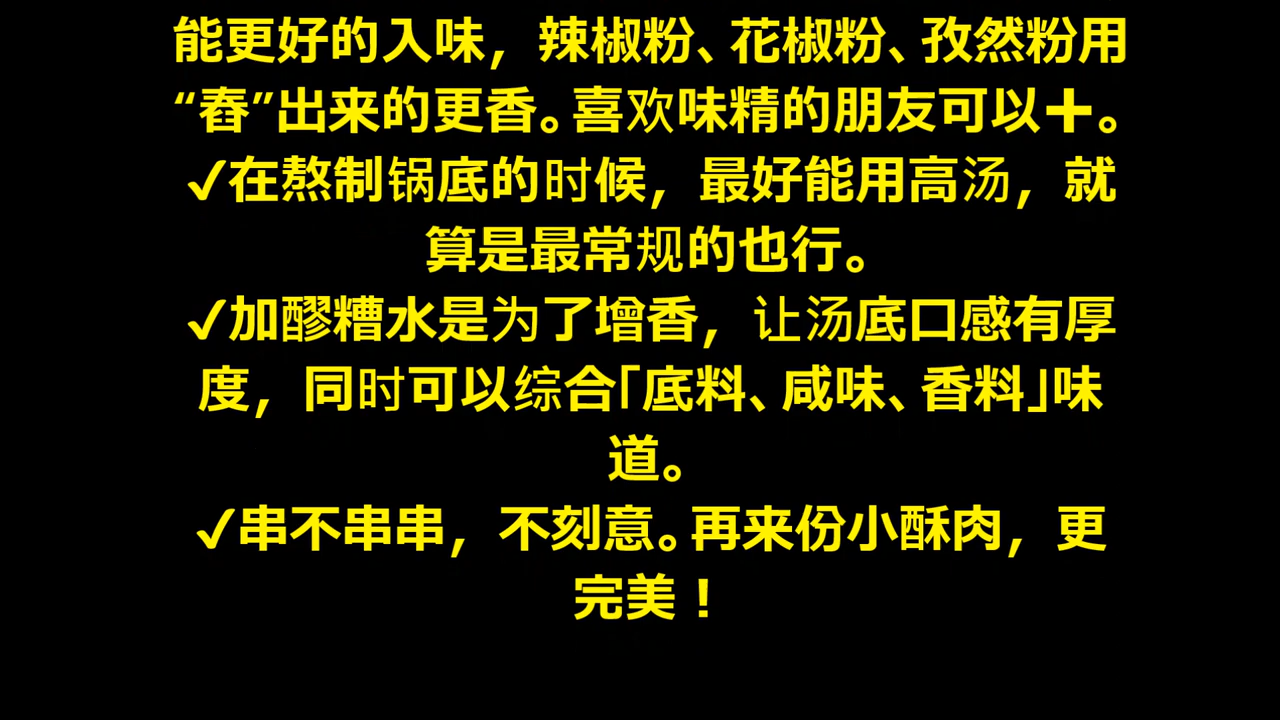 能更好的入味，辣椒粉、花椒粉、孜然粉用
“舂”出来的更香。喜欢味精的朋友可以➕。
✔在熬制锅底的时候，最好能用高汤，就
算是最常规的也行。
✔加醪糟水是为了增香，让汤底口感有厚
度，同时可以综合「底料、咸味、香料」味
道。
✔串不串串，不刻意。再来份小酥肉，更
完美！